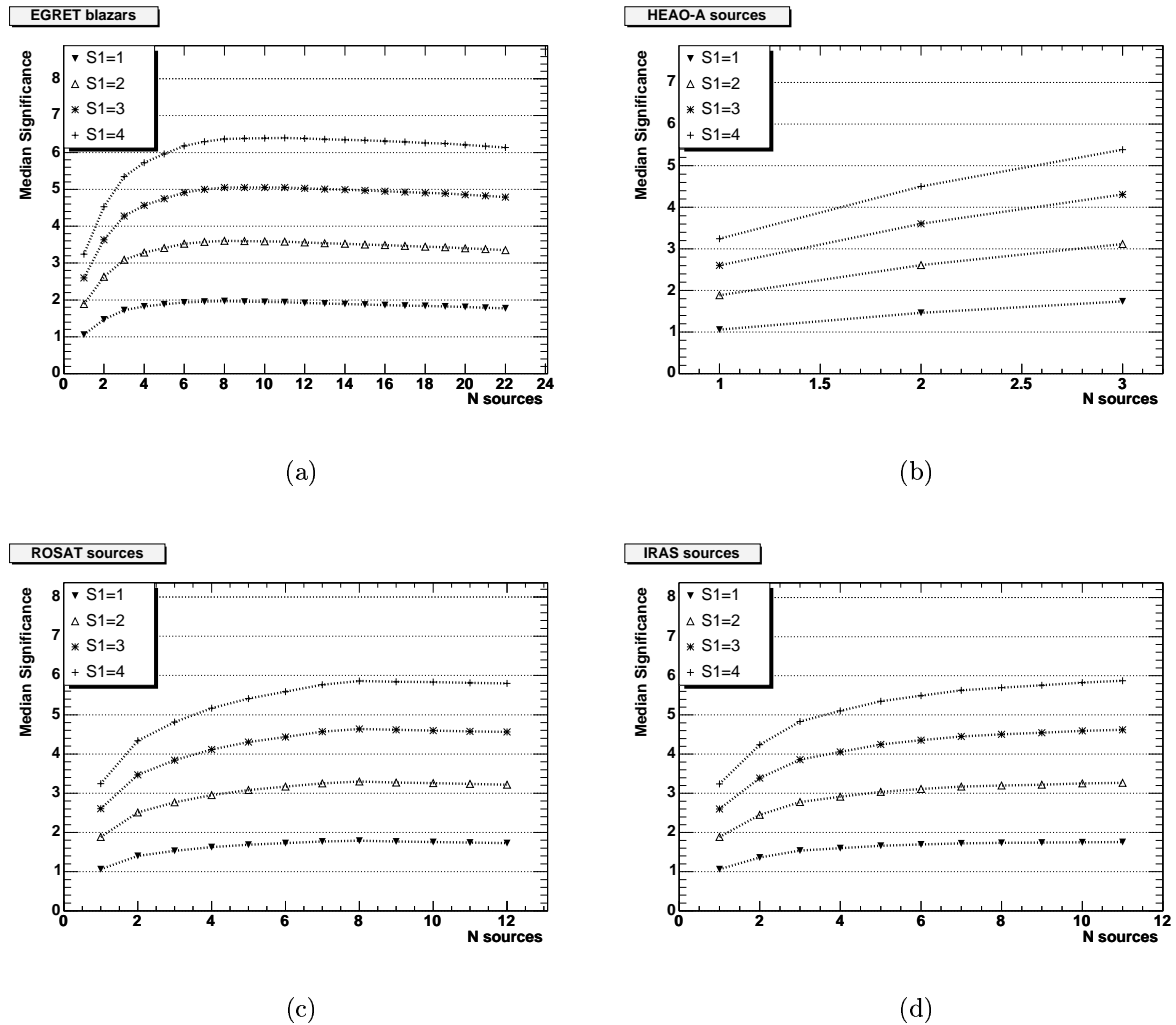 EGRET blazars
Median Significance
S1=1
S1=2
S1=3
S1=4
8
7
6
5
4
3
2
1
0
0 2 4 6 8 10 12 14 16 18 20 22 24
N sources
(a)
HEAO-A sources
Median Significance
S1=1
S1=2
S1=3
S1=4
7
6
5
4
3
2
1
0
1 1.5 2 2.5 3
N sources
(b)
ROSAT sources
Median Significance
S1=1
S1=2
S1=3
S1=4
8
7
6
5
4
3
2
1
0
0 2 4 6 8 10 12
N sources
(c)
IRAS sources
Median Significance
S1=1
S1=2
S1=3
S1=4
8
7
6
5
4
3
2
1
0
0 2 4 6 8 10 12
N sources
(d)